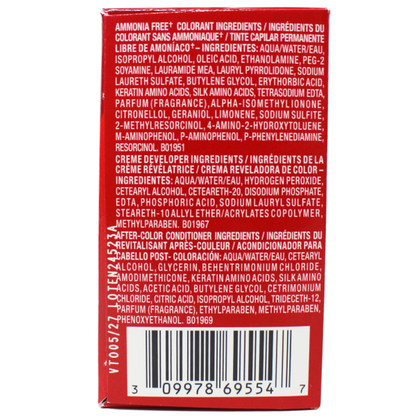 AMMONIA FREE† COLORANT INGREDIENTS / INGRÉDIENTS DU
COLORANT SANS AMMONIAQUE† / TINTE CAPILAR PERMANENTE
LIBRE DE AMONÍACO†– INGREDIENTES: AQUA/WATER/EAU,
ISOPROPYL ALCOHOL, OLEIC ACID, ETHANOLAMINE, PEG-2
SOYAMINE, LAURAMIDE MEA, LAURYL PYRROLIDONE, SODIUM
LAURETH SULFATE, BUTYLENE GLYCOL, ERYTHORBIC ACID,
KERATIN AMINO ACIDS, SILK AMINO ACIDS, TETRASODIUM EDTA,
PARFUM (FRAGRANCE), ALPHA-ISOMETHYL IONONE,
CITRONELLOL, GERANIOL, LIMONENE, SODIUM SULFITE,
2-METHYLRESORCINOL, 4-AMINO-2-HYDROXYTOLUENE,
M-AMINOPHENOL, P-AMINOPHENOL, P-PHENYLENEDIAMINE,
RESORCINOL. B01951
CREME DEVELOPER INGREDIENTS / INGRÉDIENTS DE LA
CRÈME RÉVÉLATRICE / CREMA REVELADORA DE COLOR –
INGREDIENTES: AQUA/WATER/EAU, HYDROGEN PEROXIDE,
CETEARYL ALCOHOL, CETEARETH-20, DISODIUM PHOSPHATE,
EDTA, PHOSPHORIC ACID, SODIUM LAURYL SULFATE,
STEARETH-10 ALLYL ETHER/ACRYLATES COPOLYMER,
METHYLPARABEN. B01967
AFTER-COLOR CONDITIONER INGREDIENTS / INGRÉDIENTS DU
REVITALISANT APRÈS-COULEUR / ACONDICIONADOR PARA
CABELLO POST- COLORACIÓN: AQUA/WATER/EAU, CETEARYL
ALCOHOL, GLYCERIN, BEHENTRIMONIUM CHLORIDE,
AMODIMETHICONE, KERATIN AMINO ACIDS, SILK AMINO
ACIDS, ACETIC ACID, BUTYLENE GLYCOL, CETRIMONIUM
CHLORIDE, CITRIC ACID, ISOPROPYL ALCOHOL, TRIDECETH-12,
PARFUM (FRAGRANCE), ETHYLPARABEN, METHYLPARABEN,
PHENOXYETHANOL. B01969
VT005/27 LOTEN24523A
3 09978 69554 7